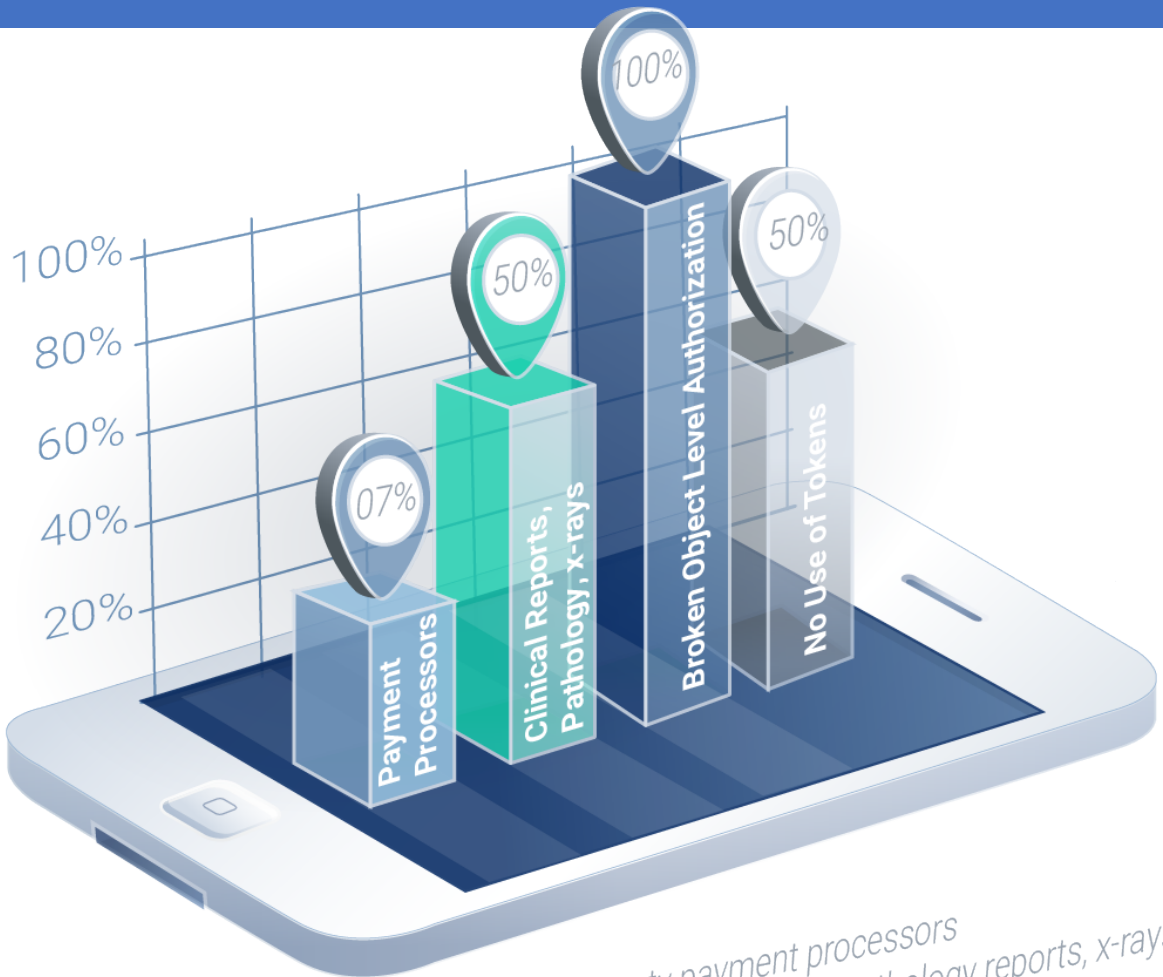 100%
80%
60%
40%
20%
07%
50%
100%
50%
Payment
Processors
Clinical Reports,
Pathology, x-rays
Broken Object Level Authorization
No Use of Tokens
payment processors
reports, x-rays